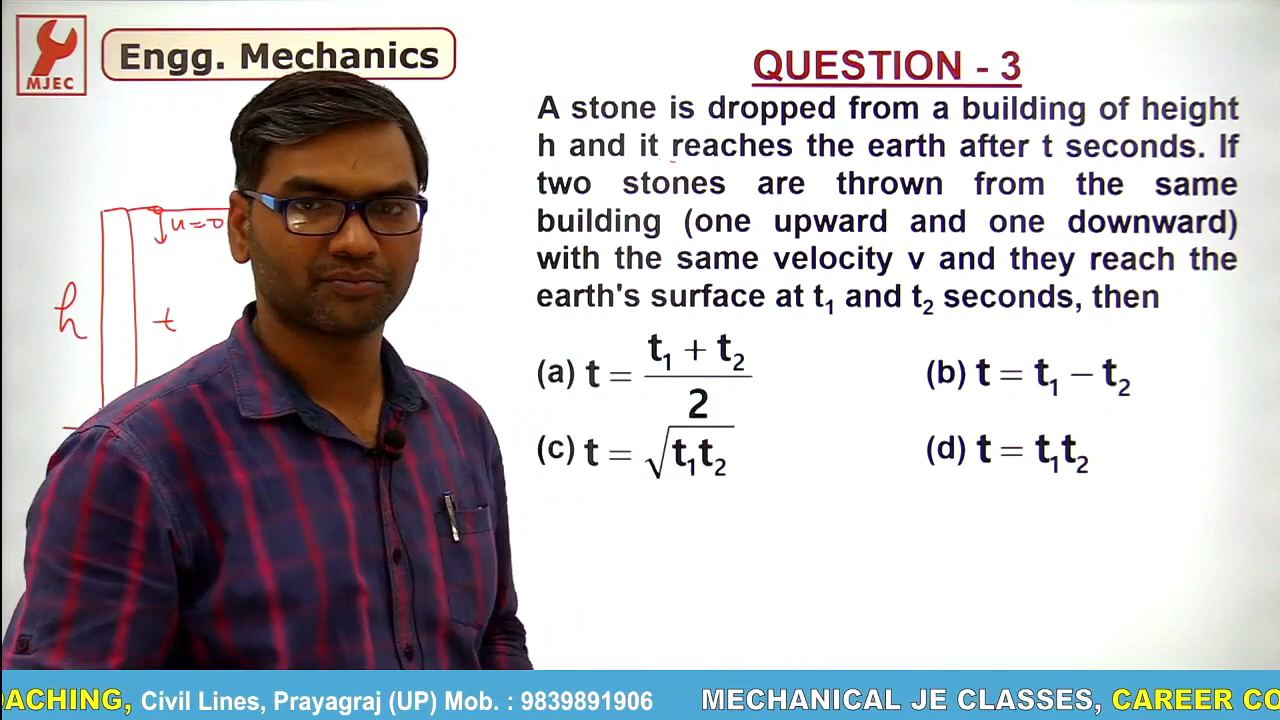 MJEC
Engg. Mechanics
QUESTION - 3
A stone is dropped from a building of height
h and it reaches the earth after t seconds. If
two stones are thrown from the same
building (one upward and one downward)
with the same velocity v and they reach the
earth's surface at t₁ and t₂ seconds, then
(a) t = (t₁ + t₂)/2
(b) t = t₁ − t₂
(c) t = √t₁t₂
(d) t = t₁t₂
u=0
h
t
OACHING, Civil Lines, Prayagraj (UP) Mob. : 9839891906 MECHANICAL JE CLASSES, CAREER CO